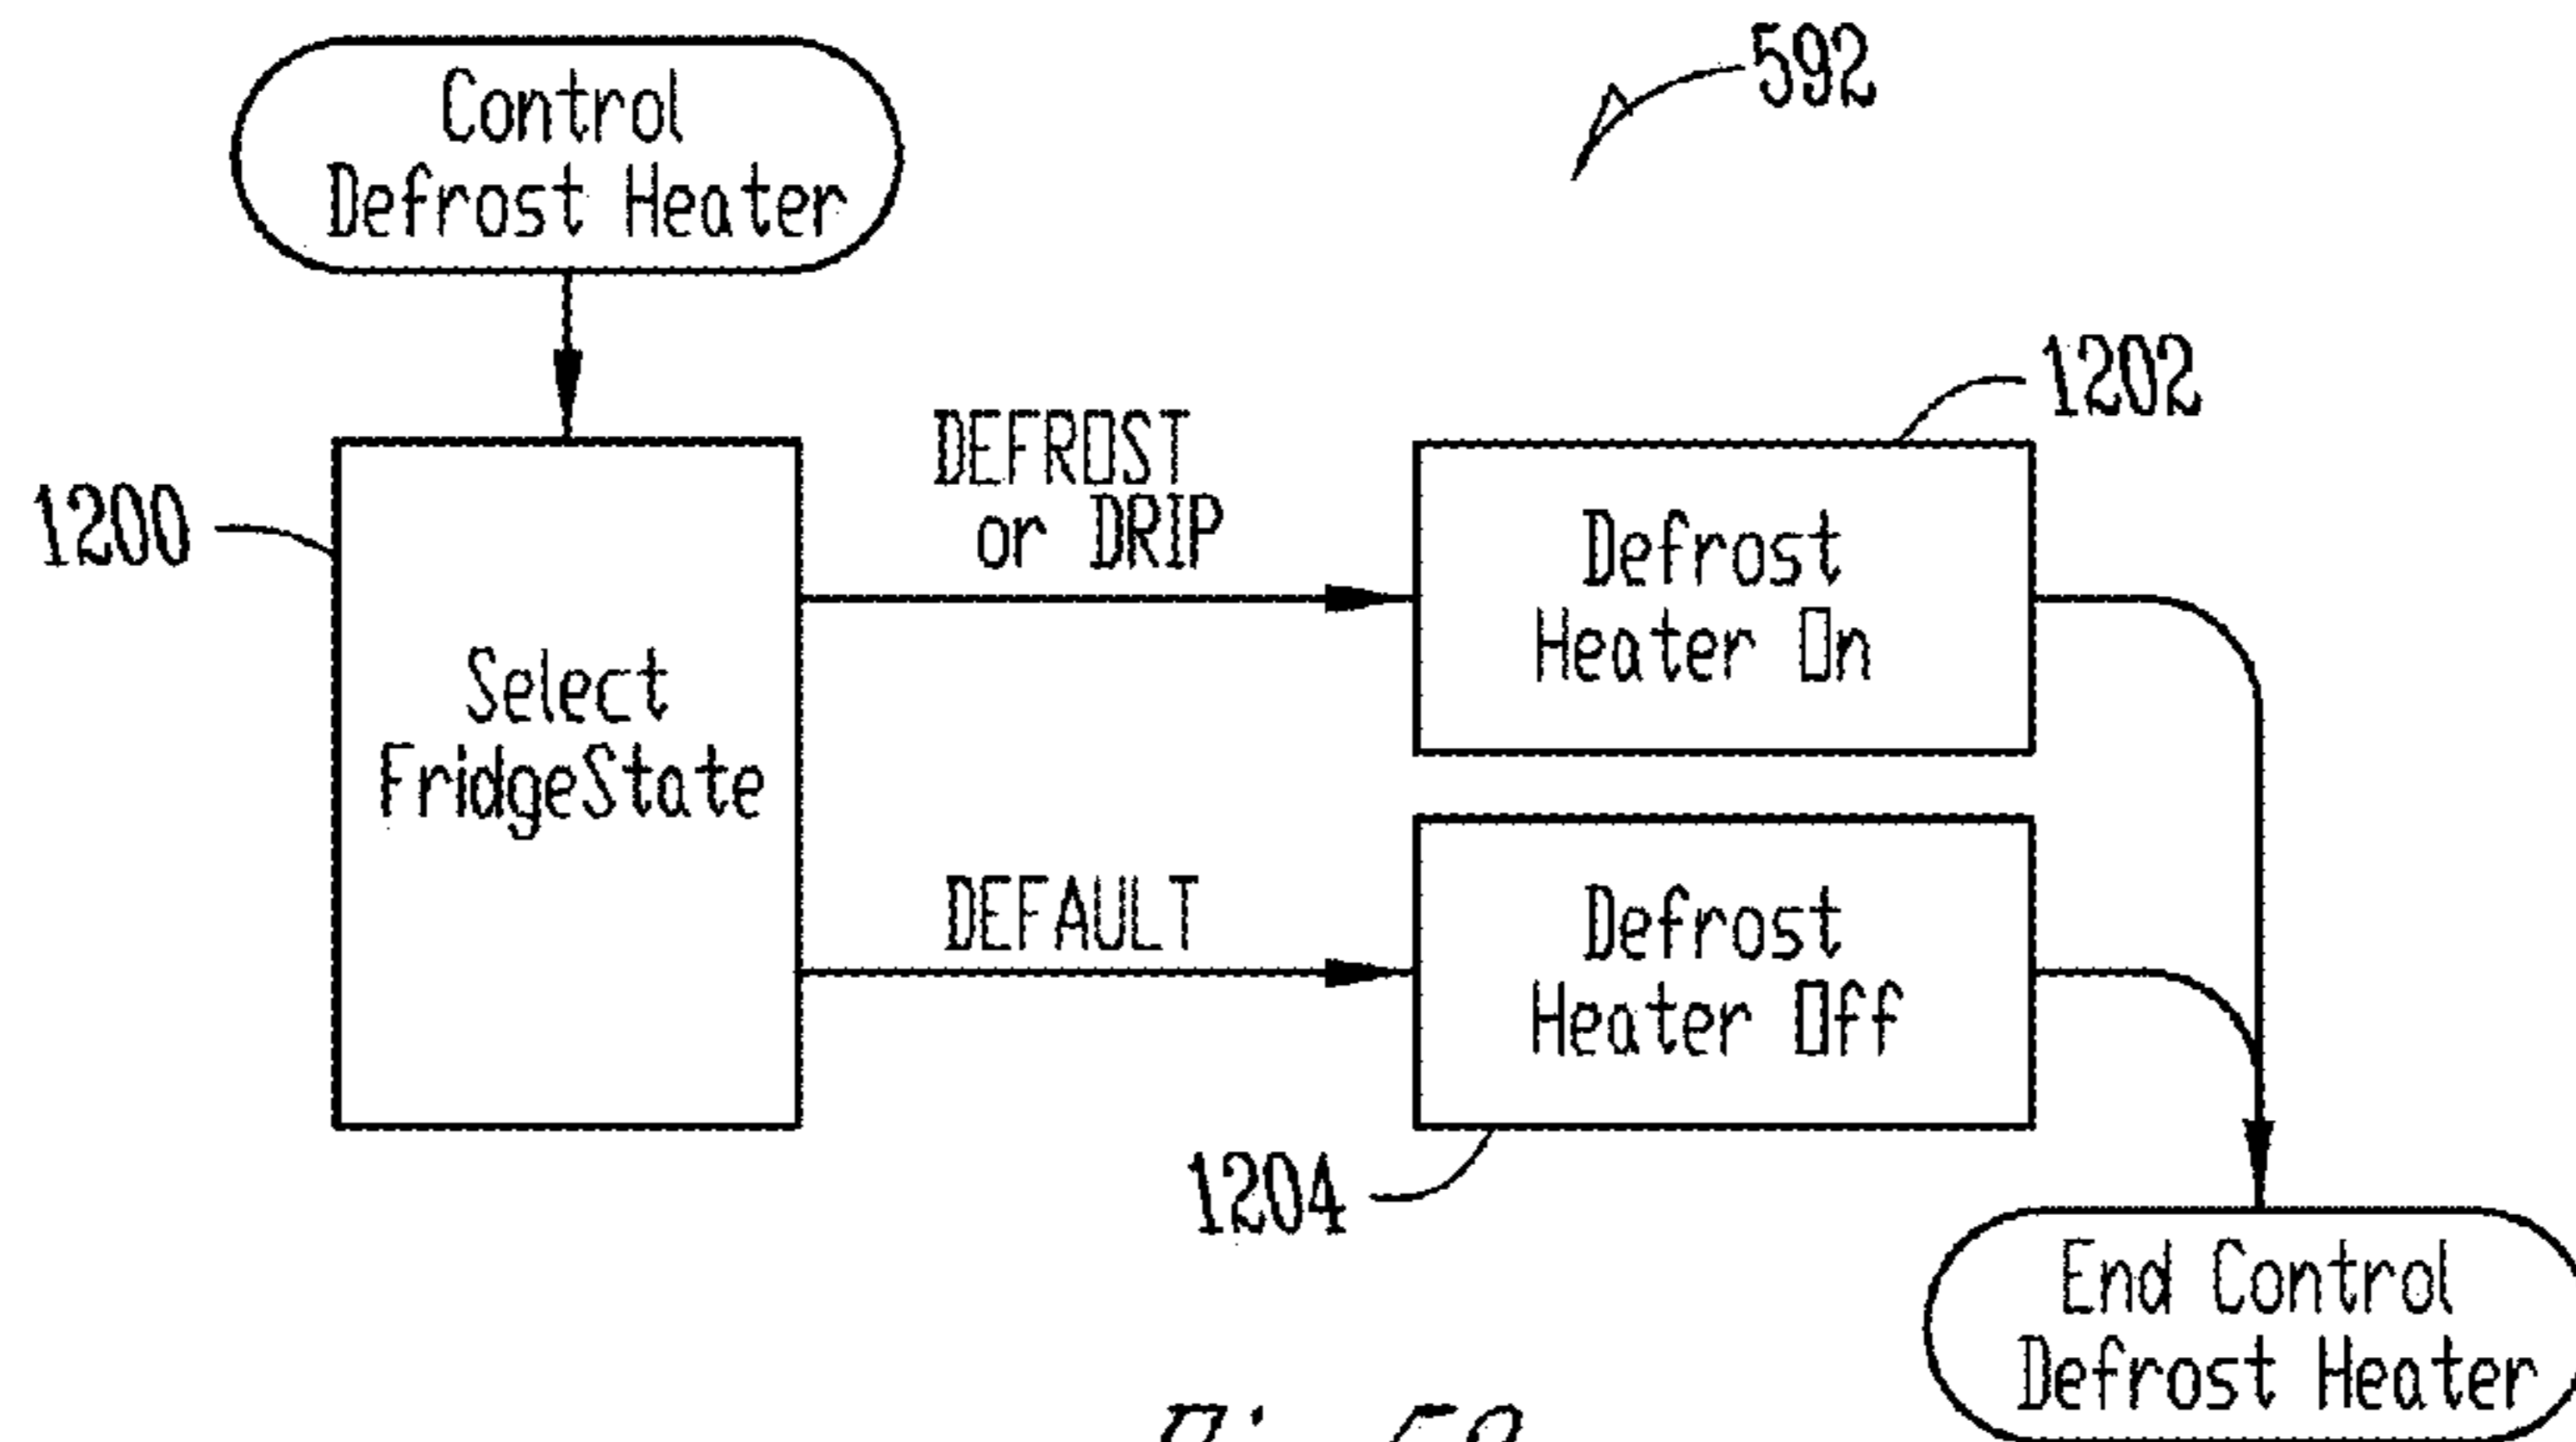 Control
Defrost Heater
592
1200
Select
FridgeState
DEFROST
or DRIP
DEFAULT
1202
Defrost
Heater On
Defrost
Heater Off
1204
End Control
Defrost Heater